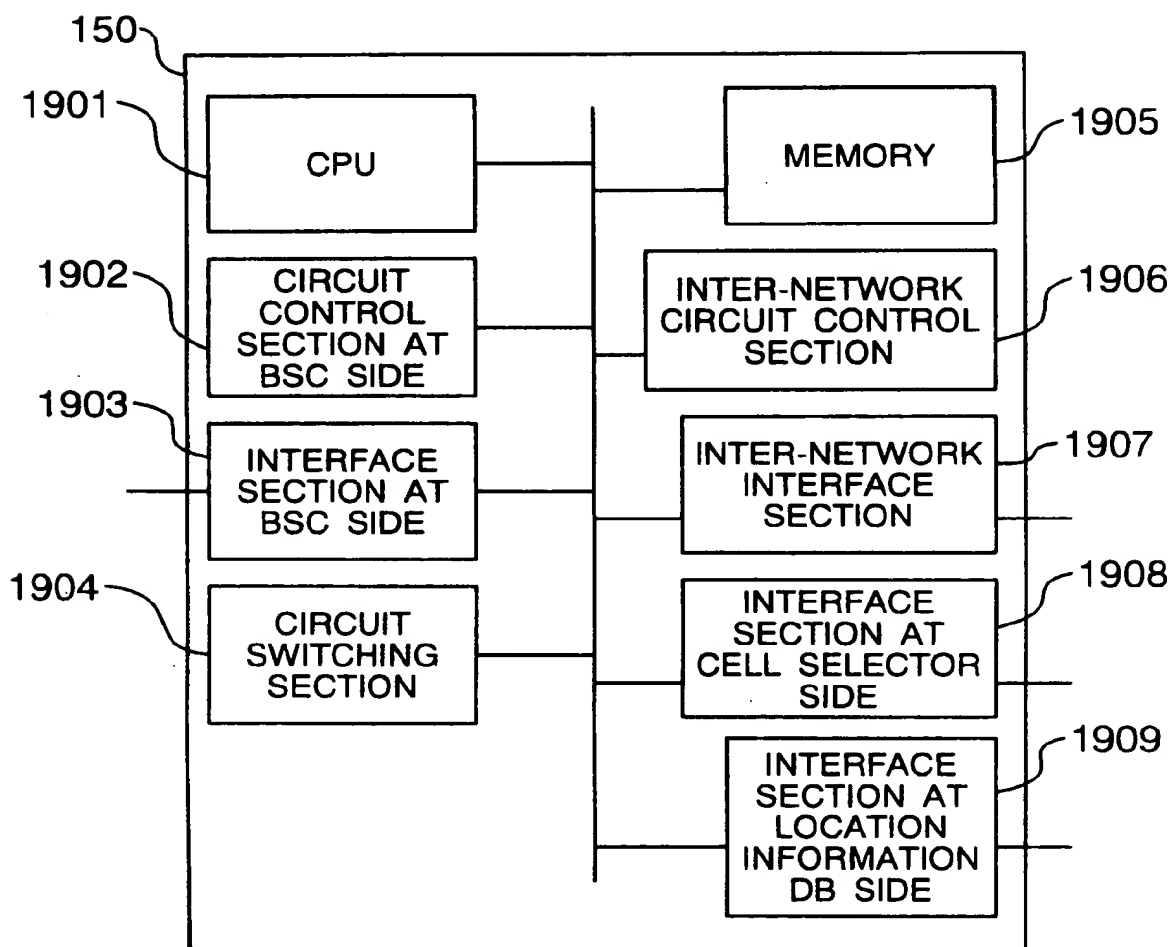 150
1901
CPU
1905
MEMORY
1902
CIRCUIT
CONTROL
SECTION AT
BSC SIDE
1906
INTER-NETWORK
CIRCUIT CONTROL
SECTION
1903
INTERFACE
SECTION AT
BSC SIDE
1907
INTER-NETWORK
INTERFACE
SECTION
1904
CIRCUIT
SWITCHING
SECTION
1908
INTERFACE
SECTION AT
CELL SELECTOR
SIDE
1909
INTERFACE
SECTION AT
LOCATION
INFORMATION
DB SIDE